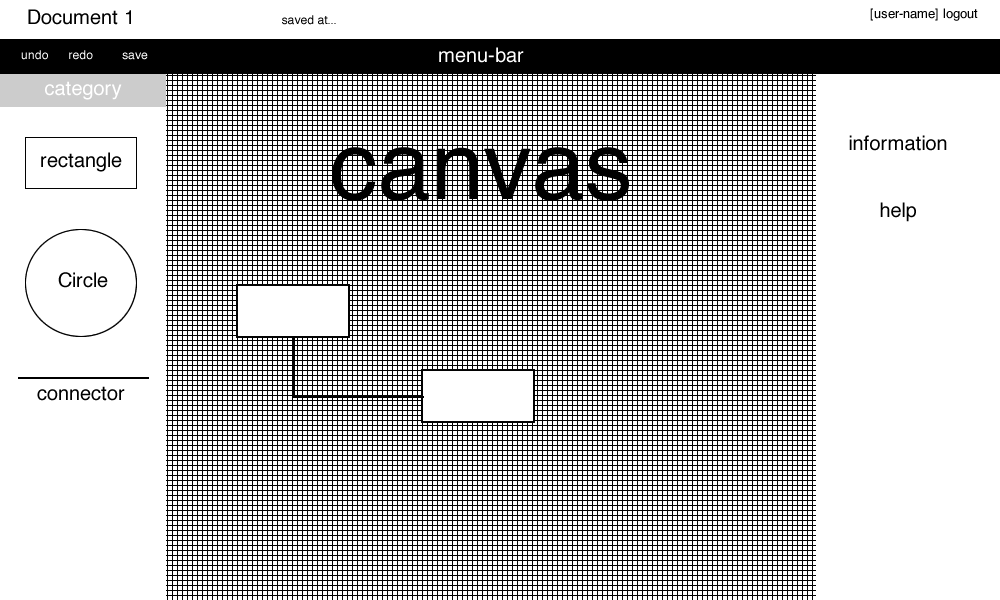 Document 1
saved at...
[user-name] logout
undo
redo
save
menu-bar
category
rectangle
Circle
connector
canvas
information
help